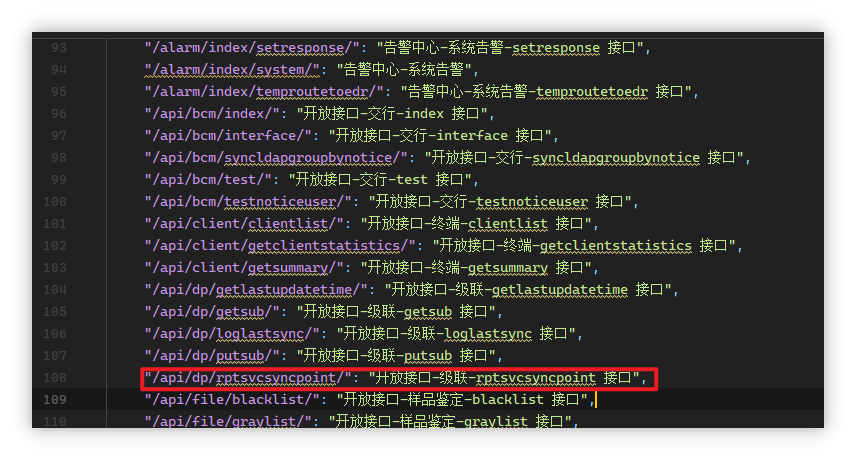 93 "/alarm/index/setresponse/": "告警中心-系统告警-setresponse 接口",
94 "/alarm/index/system/": "告警中心-系统告警",
95 "/alarm/index/temproutetoedr/": "告警中心-系统告警-temproutetoedr 接口",
96 "/api/bcm/index/": "开放接口-交行-index 接口",
97 "/api/bcm/interface/": "开放接口-交行-interface 接口",
98 "/api/bcm/syncldapgroupbynotice/": "开放接口-交行-syncldapgroupbynotice 接口",
99 "/api/bcm/test/": "开放接口-交行-test 接口",
100 "/api/bcm/testnoticeuser/": "开放接口-交行-testnoticeuser 接口",
101 "/api/client/clientlist/": "开放接口-终端-clientlist 接口",
102 "/api/client/getclientstatistics/": "开放接口-终端-getclientstatistics 接口",
103 "/api/client/getsummary/": "开放接口-终端-getsummary 接口",
104 "/api/dp/getlastupdatetime/": "开放接口-级联-getlastupdatetime 接口",
105 "/api/dp/getsub/": "开放接口-级联-getsub 接口",
106 "/api/dp/loglastsync/": "开放接口-级联-loglastsync 接口",
107 "/api/dp/putsub/": "开放接口-级联-putsub 接口",
108 "/api/dp/rptsvcsyncpoint/": "开放接口-级联-rptsvcsyncpoint 接口",
109 "/api/file/blacklist/": "开放接口-样品鉴定-blacklist 接口",
110 "/api/file/graylist/": "开放接口-样品鉴定-graylist 接口",